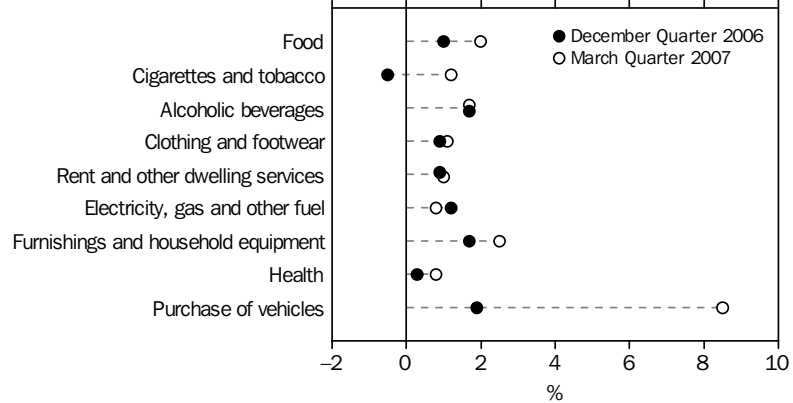 December Quarter 2006
March Quarter 2007
Food
Cigarettes and tobacco
Alcoholic beverages
Clothing and footwear
Rent and other dwelling services
Electricity, gas and other fuel
Furnishings and household equipment
Health
Purchase of vehicles
–2 0 2 4 6 8 10
%